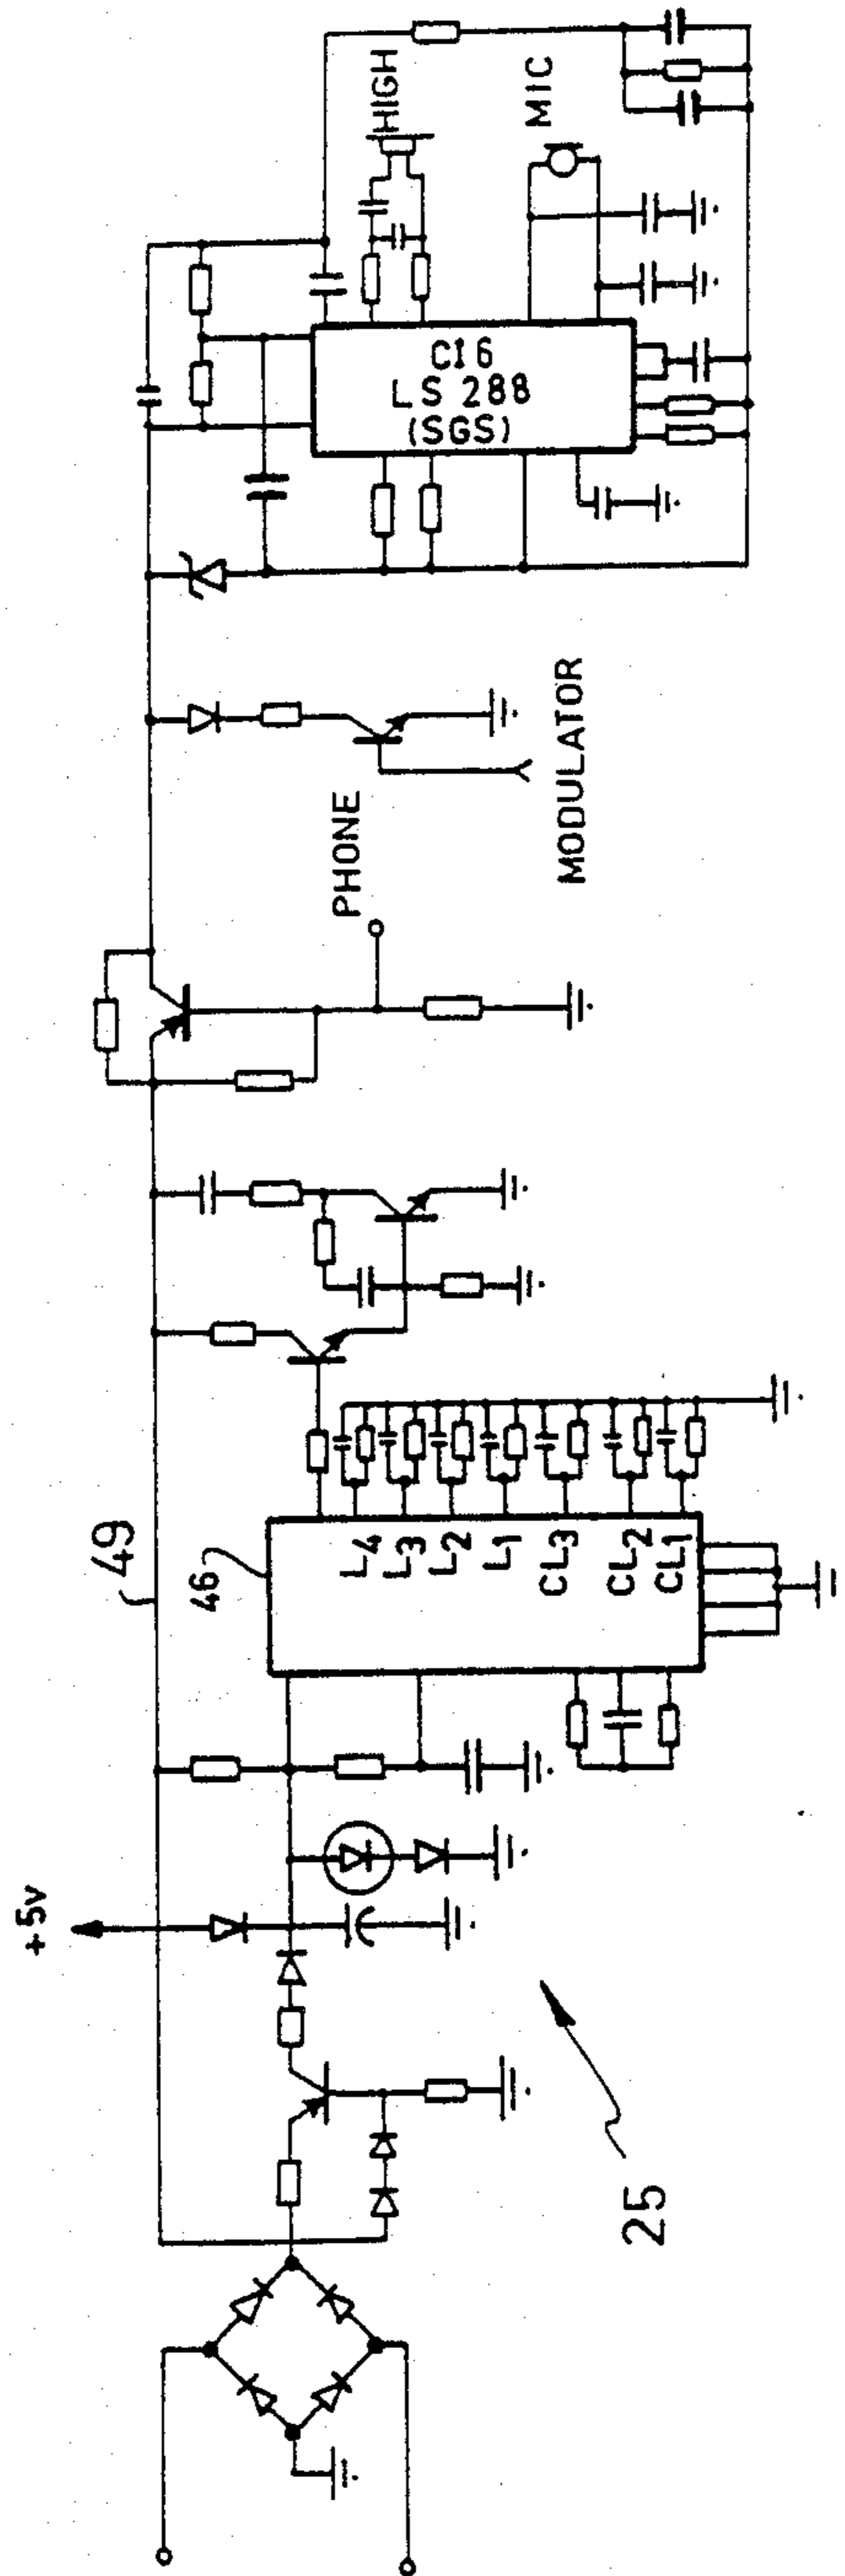 +5v
49
46
L4
L3
L2
L1
CL3
CL2
CL1
25
PHONE
MODULATOR
CI6
LS 288
(SGS)
HIGH
MIC